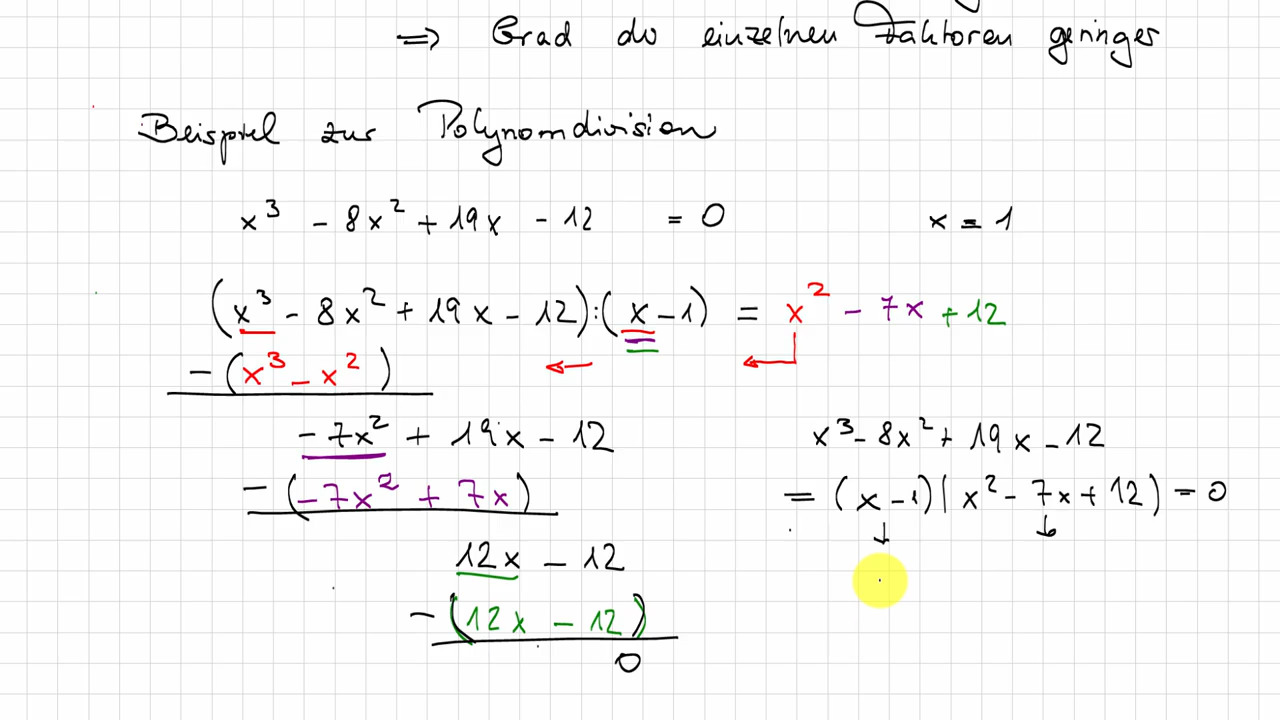 ⇒ Grad de einzelnen Faktoren geringer
Beispiel zur Polynomdivision
x³ - 8x² + 19x - 12 = 0
x = 1
(x³ - 8x² + 19x - 12):(x - 1) = x² - 7x + 12
- (x³ - x²)
- 7x² + 19x - 12
- (-7x² + 7x)
12x - 12
- (12x - 12)
0
x³ - 8x² + 19x - 12
= (x - 1)(x² - 7x + 12) = 0